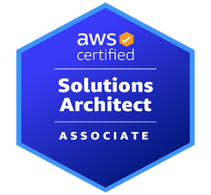 aws
certified
Solutions
Architect
ASSOCIATE